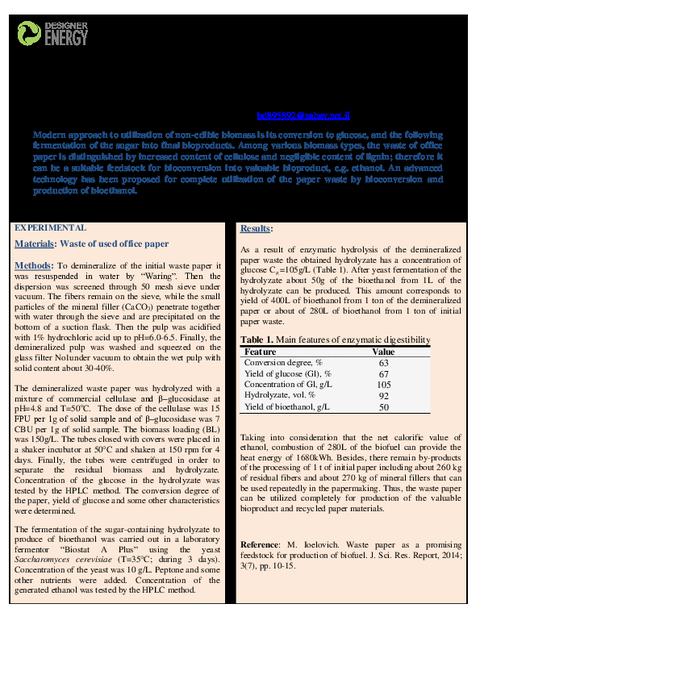 DESIGNER
ENERGY
Modern approach to utilization of non-edible biomass is its conversion to glucose, and the following
fermentation of the sugar into final bioproducts. Among various biomass types, the waste of office
paper is distinguished by increased content of cellulose and negligible content of lignin; therefore it
can be a suitable feedstock for bioconversion into valuable bioproduct, e.g. ethanol. An advanced
technology has been proposed for complete utilization of the paper waste by bioconversion and
production of bioethanol.
EXPERIMENTAL
Materials: Waste of used office paper
Methods: To demineralize of the initial waste paper it
was resuspended in water by “Waring”. Then the
dispersion was screened through 50 mesh sieve under
vacuum. The fibers remain on the sieve, while the small
particles of the mineral filler (CaCO3) penetrate together
with water through the sieve and are precipitated on the
bottom of a suction flask. Then the pulp was acidified
with 1% hydrochloric acid up to pH=6.0-6.5. Finally, the
demineralized pulp was washed and squeezed on the
glass filter No1under vacuum to obtain the wet pulp with
solid content about 30-40%.
The demineralized waste paper was hydrolyzed with a
mixture of commercial cellulase and β–glucosidase at
pH=4.8 and T=50°C. The dose of the cellulase was 15
FPU per 1g of solid sample and of β–glucosidase was 7
CBU per 1g of solid sample. The biomass loading (BL)
was 150g/L. The tubes closed with covers were placed in
a shaker incubator at 50°C and shaken at 150 rpm for 4
days. Finally, the tubes were centrifuged in order to
separate the residual biomass and hydrolyzate.
Concentration of the glucose in the hydrolyzate was
tested by the HPLC method. The conversion degree of
the paper, yield of glucose and some other characteristics
were determined.
The fermentation of the sugar-containing hydrolyzate to
produce of bioethanol was carried out in a laboratory
fermentor “Biostat A Plus” using the yeast
Saccharomyces cerevisiae (T=35°C; during 3 days).
Concentration of the yeast was 10 g/L. Peptone and some
other nutrients were added. Concentration of the
generated ethanol was tested by the HPLC method.
Results:
As a result of enzymatic hydrolysis of the demineralized
paper waste the obtained hydrolyzate has a concentration of
glucose Cg=105g/L (Table 1). After yeast fermentation of the
hydrolyzate about 50g of the bioethanol from 1L of the
hydrolyzate can be produced. This amount corresponds to
yield of 400L of bioethanol from 1 ton of the demineralized
paper or about of 280L of bioethanol from 1 ton of initial
paper waste.
Table 1. Main features of enzymatic digestibility
Feature Value
Conversion degree, % 63
Yield of glucose (Gl), % 67
Concentration of Gl, g/L 105
Hydrolyzate, vol. % 92
Yield of bioethanol, g/L 50
Taking into consideration that the net calorific value of
ethanol, combustion of 280L of the biofuel can provide the
heat energy of 1680kWh. Besides, there remain by-products
of the processing of 1 t of initial paper including about 260 kg
of residual fibers and about 270 kg of mineral fillers that can
be used repeatedly in the papermaking. Thus, the waste paper
can be utilized completely for production of the valuable
bioproduct and recycled paper materials.
Reference: M. Ioelovich. Waste paper as a promising
feedstock for production of biofuel. J. Sci. Res. Report, 2014;
3(7), pp. 10-15.